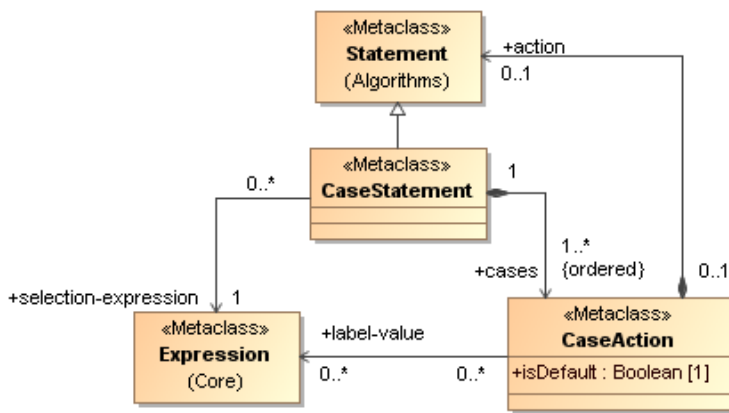 «Metaclass»
Statement
(Algorithms)
+action
0..1
«Metaclass»
CaseStatement
0..*
1
1..*
{ordered}
+cases
0..1
+selection-expression
1
«Metaclass»
Expression
(Core)
+label-value
0..*
0..*
«Metaclass»
CaseAction
+isDefault : Boolean [1]